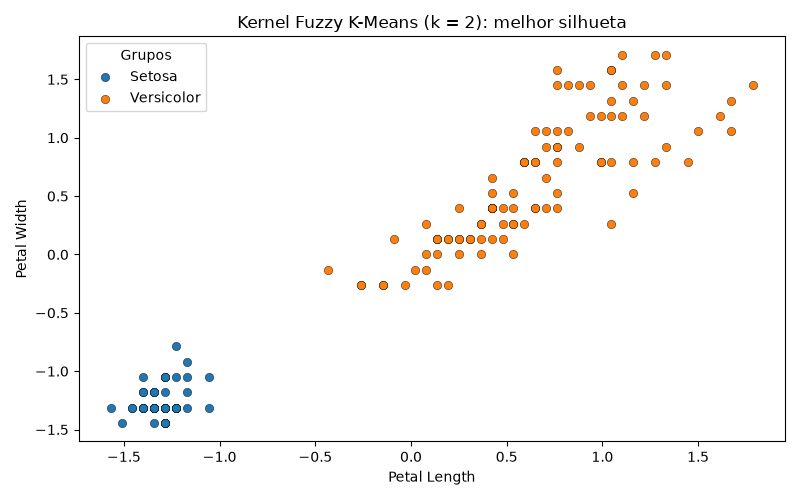 Kernel Fuzzy K-Means (k = 2): melhor silhueta
Grupos
Setosa
Versicolor
Petal Width
1.5
1.0
0.5
0.0
−0.5
−1.0
−1.5
−1.5 −1.0 −0.5 0.0 0.5 1.0 1.5
Petal Length